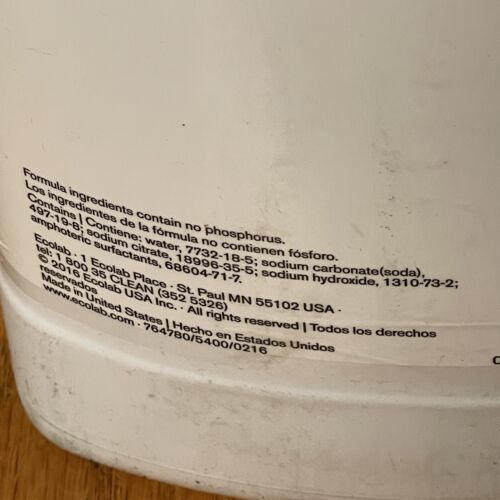 Formula ingredients contain no phosphorus.
Los ingredientes de la fórmula no contienen fósforo.
Contains | Contiene: water, 7732-18-5; sodium carbonate(soda),
497-19-8; sodium citrate, 18996-35-5; sodium hydroxide, 1310-73-2;
amphoteric surfactants, 68604-71-7.
Ecolab · 1 Ecolab Place · St. Paul MN 55102 USA ·
tel: 1 800 35 CLEAN (352 5326)
© 2016 Ecolab USA Inc. · All rights reserved | Todos los derechos
reservados
Made in United States | Hecho en Estados Unidos
www.ecolab.com · 764780/5400/0216